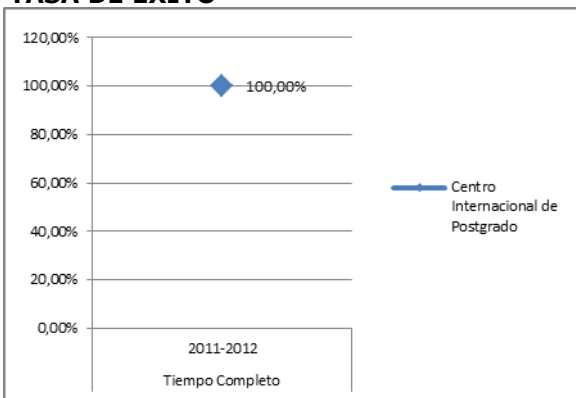 TASA DE ÉXITO
120,00%
100,00%
100,00%
80,00%
60,00%
Centro
Internacional de
Postgrado
40,00%
20,00%
0,00%
2011-2012
Tiempo Completo